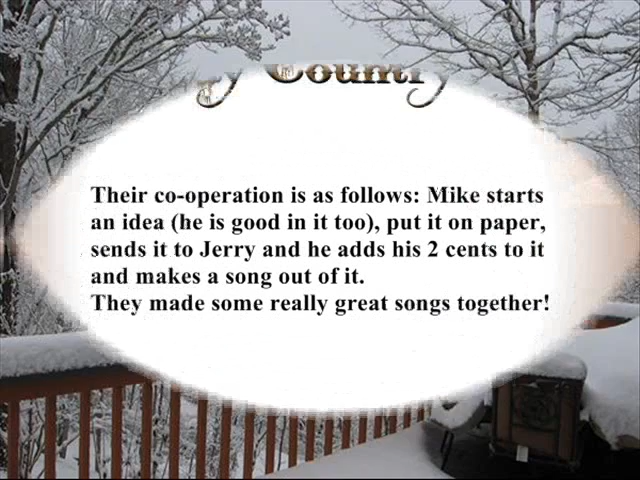 Country
Their co-operation is as follows: Mike starts
an idea (he is good in it too), put it on paper,
sends it to Jerry and he adds his 2 cents to it
and makes a song out of it.
They made some really great songs together!